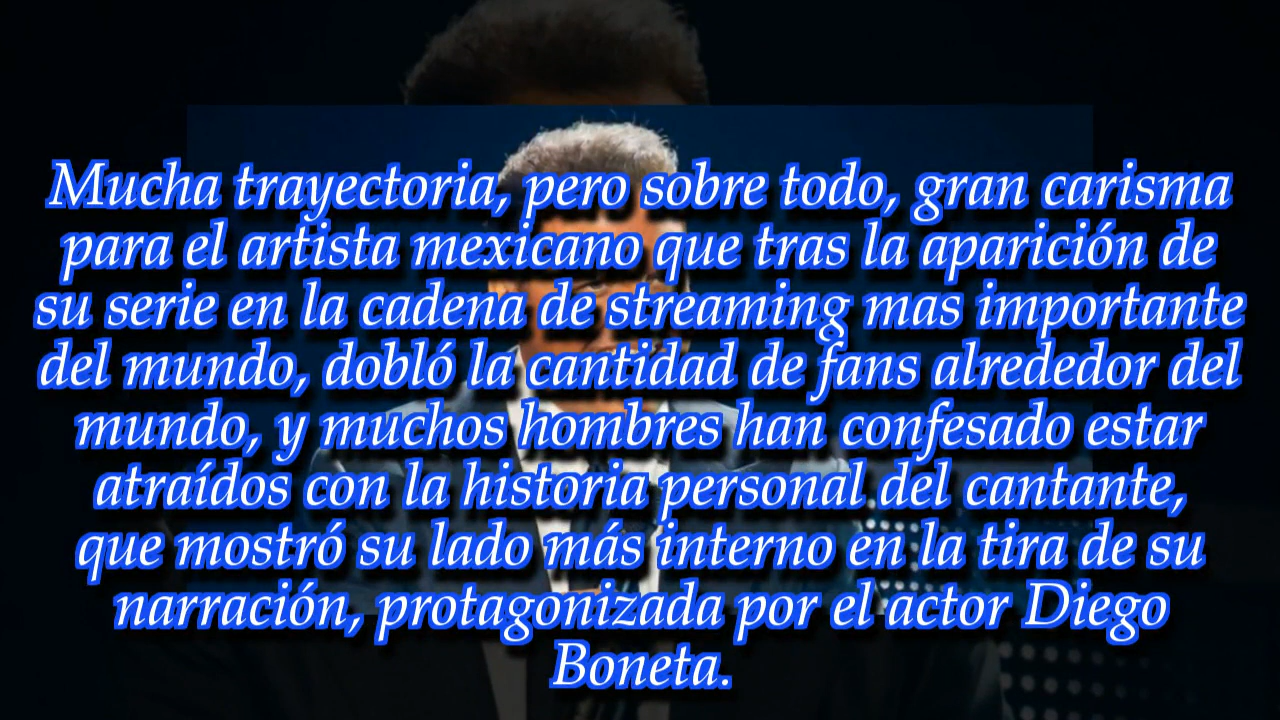 Mucha trayectoria, pero sobre todo, gran carisma
para el artista mexicano que tras la aparición de
su serie en la cadena de streaming mas importante
del mundo, dobló la cantidad de fans alrededor del
mundo, y muchos hombres han confesado estar
atraídos con la historia personal del cantante,
que mostró su lado más interno en la tira de su
narración, protagonizada por el actor Diego
Boneta.